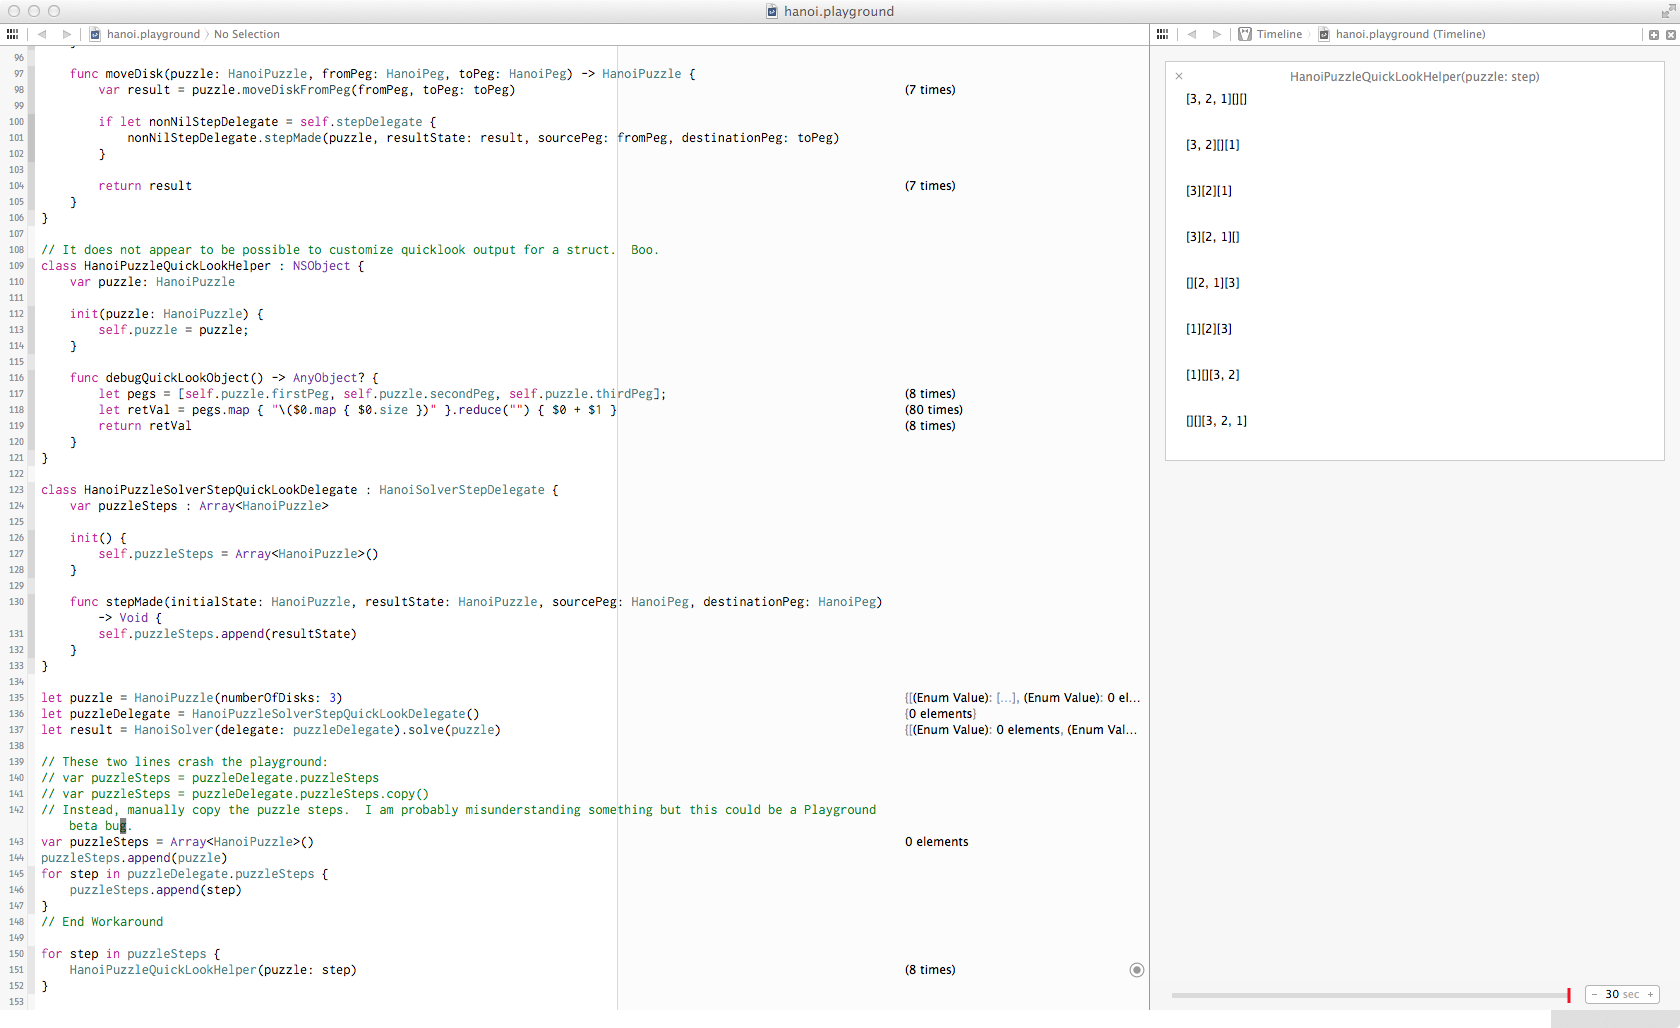 hanoi.playground
hanoi.playground › No Selection
Timeline › hanoi.playground (Timeline)
96 }
97 func moveDisk(puzzle: HanoiPuzzle, fromPeg: HanoiPeg, toPeg: HanoiPeg) -> HanoiPuzzle {
98 var result = puzzle.moveDiskFromPeg(fromPeg, toPeg: toPeg) (7 times)
99
100 if let nonNilStepDelegate = self.stepDelegate {
101 nonNilStepDelegate.stepMade(puzzle, resultState: result, sourcePeg: fromPeg, destinationPeg: toPeg)
102 }
103
104 return result (7 times)
105 }
106 }
107
108 // It does not appear to be possible to customize quicklook output for a struct.  Boo.
109 class HanoiPuzzleQuickLookHelper : NSObject {
110 var puzzle: HanoiPuzzle
111
112 init(puzzle: HanoiPuzzle) {
113 self.puzzle = puzzle;
114 }
115
116 func debugQuickLookObject() -> AnyObject? {
117 let pegs = [self.puzzle.firstPeg, self.puzzle.secondPeg, self.puzzle.thirdPeg]; (8 times)
118 let retVal = pegs.map { "\($0.map { $0.size })" }.reduce("") { $0 + $1 } (80 times)
119 return retVal (8 times)
120 }
121 }
122
123 class HanoiPuzzleSolverStepQuickLookDelegate : HanoiSolverStepDelegate {
124 var puzzleSteps : Array<HanoiPuzzle>
125
126 init() {
127 self.puzzleSteps = Array<HanoiPuzzle>()
128 }
129
130 func stepMade(initialState: HanoiPuzzle, resultState: HanoiPuzzle, sourcePeg: HanoiPeg, destinationPeg: HanoiPeg)
-> Void {
131 self.puzzleSteps.append(resultState)
132 }
133 }
134
135 let puzzle = HanoiPuzzle(numberOfDisks: 3) {[(Enum Value): [...], (Enum Value): 0 el...
136 let puzzleDelegate = HanoiPuzzleSolverStepQuickLookDelegate() {0 elements}
137 let result = HanoiSolver(delegate: puzzleDelegate).solve(puzzle) {[(Enum Value): 0 elements, (Enum Val...
138
139 // These two lines crash the playground:
140 // var puzzleSteps = puzzleDelegate.puzzleSteps
141 // var puzzleSteps = puzzleDelegate.puzzleSteps.copy()
142 // Instead, manually copy the puzzle steps.  I am probably misunderstanding something but this could be a Playground
beta bug.
143 var puzzleSteps = Array<HanoiPuzzle>() 0 elements
144 puzzleSteps.append(puzzle)
145 for step in puzzleDelegate.puzzleSteps {
146 puzzleSteps.append(step)
147 }
148 // End Workaround
149
150 for step in puzzleSteps {
151 HanoiPuzzleQuickLookHelper(puzzle: step) (8 times)
152 }
153
× HanoiPuzzleQuickLookHelper(puzzle: step)
[3, 2, 1][][]
[3, 2][][1]
[3][2][1]
[3][2, 1][]
[][2, 1][3]
[1][2][3]
[1][][3, 2]
[][][3, 2, 1]
− 30 sec +